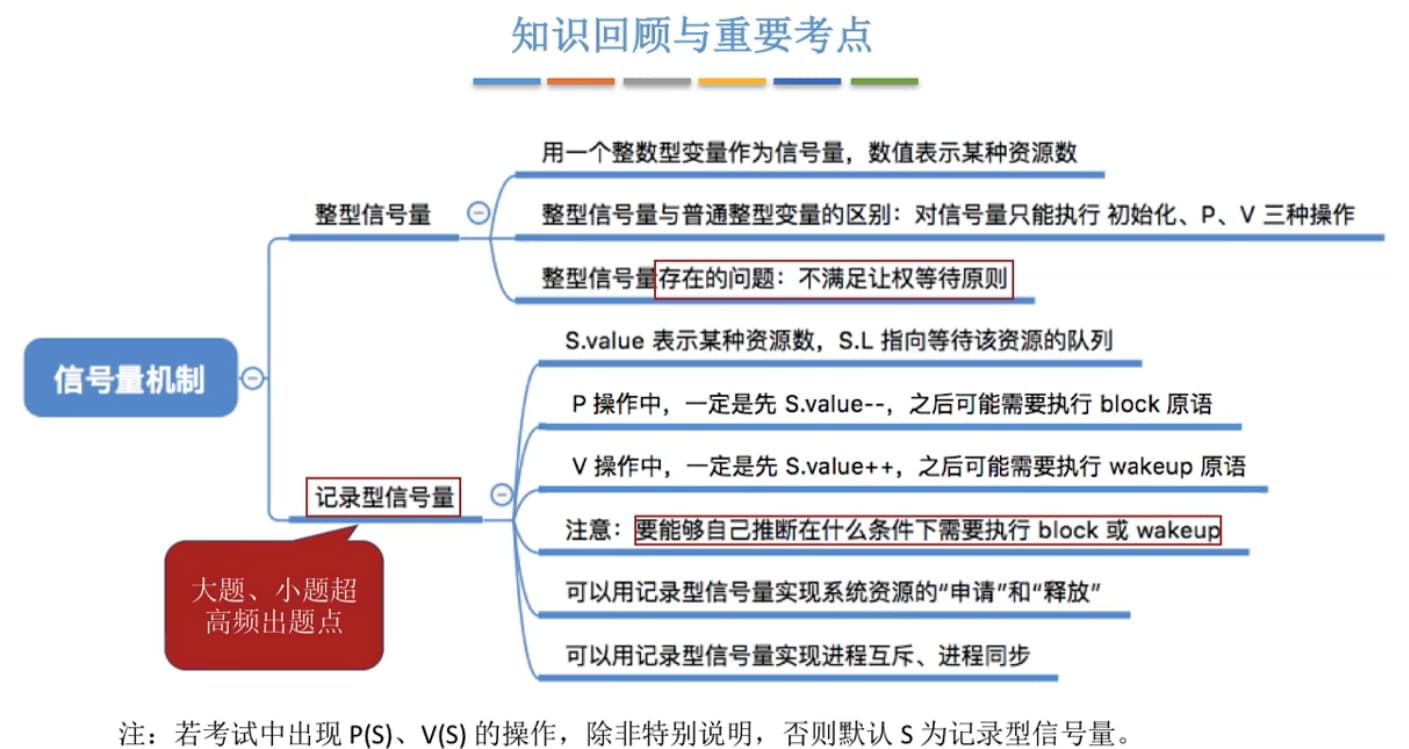 知识回顾与重要考点
用一个整数型变量作为信号量，数值表示某种资源数
整型信号量
整型信号量与普通整型变量的区别：对信号量只能执行 初始化、P、V 三种操作
整型信号量存在的问题：不满足让权等待原则
信号量机制
S.value 表示某种资源数，S.L 指向等待该资源的队列
P 操作中，一定是先 S.value--，之后可能需要执行 block 原语
V 操作中，一定是先 S.value++，之后可能需要执行 wakeup 原语
记录型信号量
注意：要能够自己推断在什么条件下需要执行 block 或 wakeup
可以用记录型信号量实现系统资源的“申请”和“释放”
可以用记录型信号量实现进程互斥、进程同步
大题、小题超
高频出题点
注：若考试中出现 P(S)、V(S) 的操作，除非特别说明，否则默认 S 为记录型信号量。